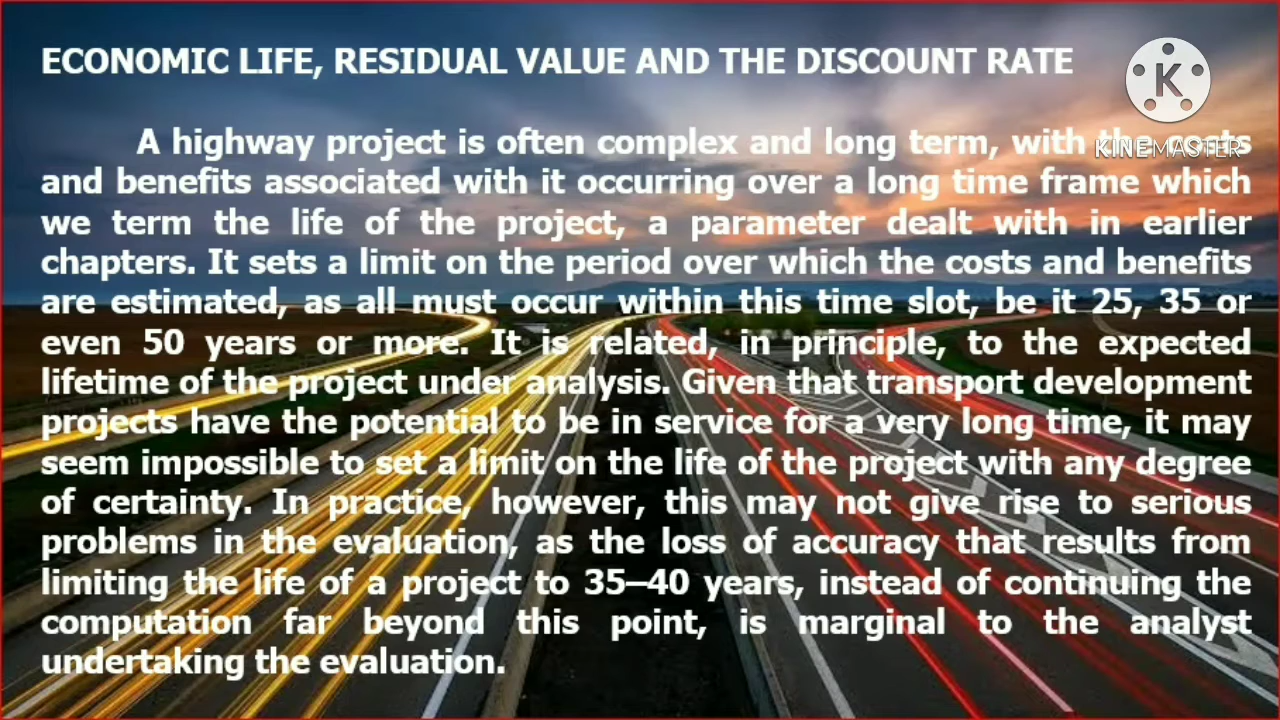 ECONOMIC LIFE, RESIDUAL VALUE AND THE DISCOUNT RATE
K
KINEMASTER
A highway project is often complex and long term, with the costs
and benefits associated with it occurring over a long time frame which
we term the life of the project, a parameter dealt with in earlier
chapters. It sets a limit on the period over which the costs and benefits
are estimated, as all must occur within this time slot, be it 25, 35 or
even 50 years or more. It is related, in principle, to the expected
lifetime of the project under analysis. Given that transport development
projects have the potential to be in service for a very long time, it may
seem impossible to set a limit on the life of the project with any degree
of certainty. In practice, however, this may not give rise to serious
problems in the evaluation, as the loss of accuracy that results from
limiting the life of a project to 35–40 years, instead of continuing the
computation far beyond this point, is marginal to the analyst
undertaking the evaluation.